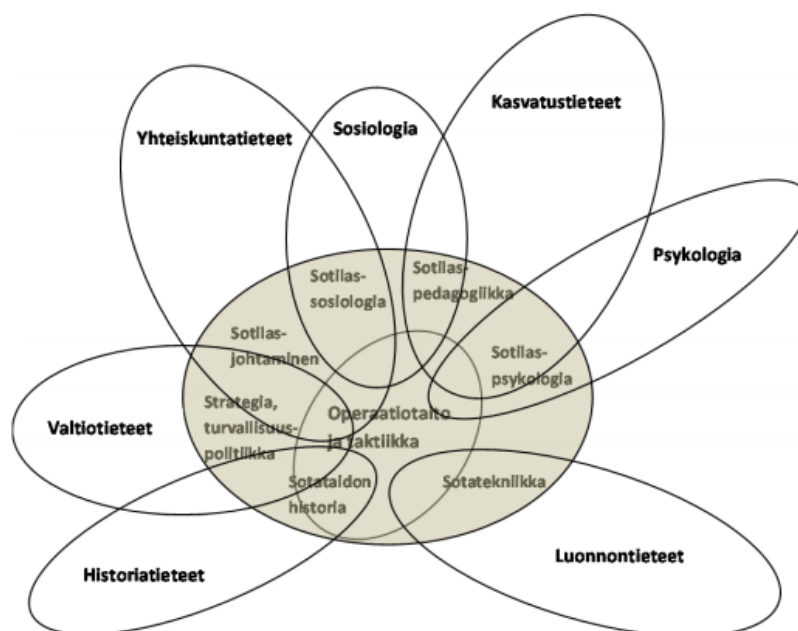 Kasvatustieteet
Yhteiskuntatieteet
Sosiologia
Psykologia
Sotilas-
sosiologia
Sotilas-
pedagogiikka
Sotilas-
johtaminen
Sotilas-
psykologia
Strategia,
turvallisuus-
politiikka
Operaatiotaito
ja taktiikka
Valtiotieteet
Sotataidon
historia
Sotatekniikka
Historiatieteet
Luonnontieteet